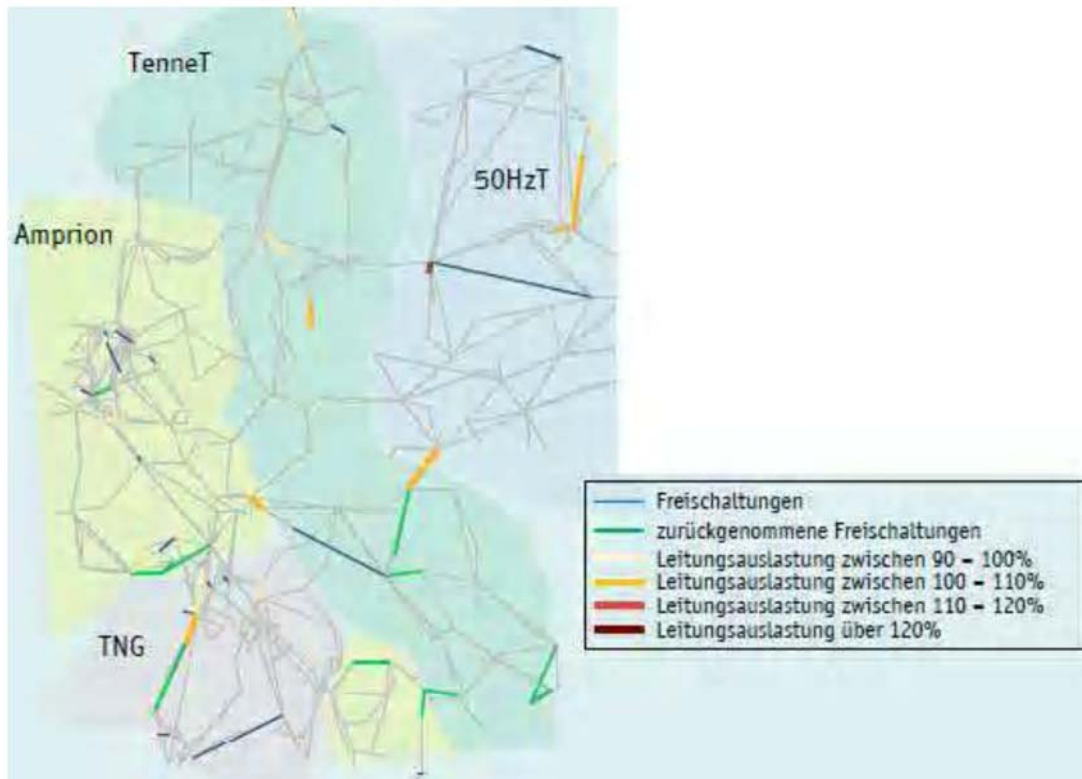 TenneT
50HzT
Amprion
TNG
Freischaltungen
zurückgenommene Freischaltungen
Leitungsauslastung zwischen 90 – 100%
Leitungsauslastung zwischen 100 – 110%
Leitungsauslastung zwischen 110 – 120%
Leitungsauslastung über 120%